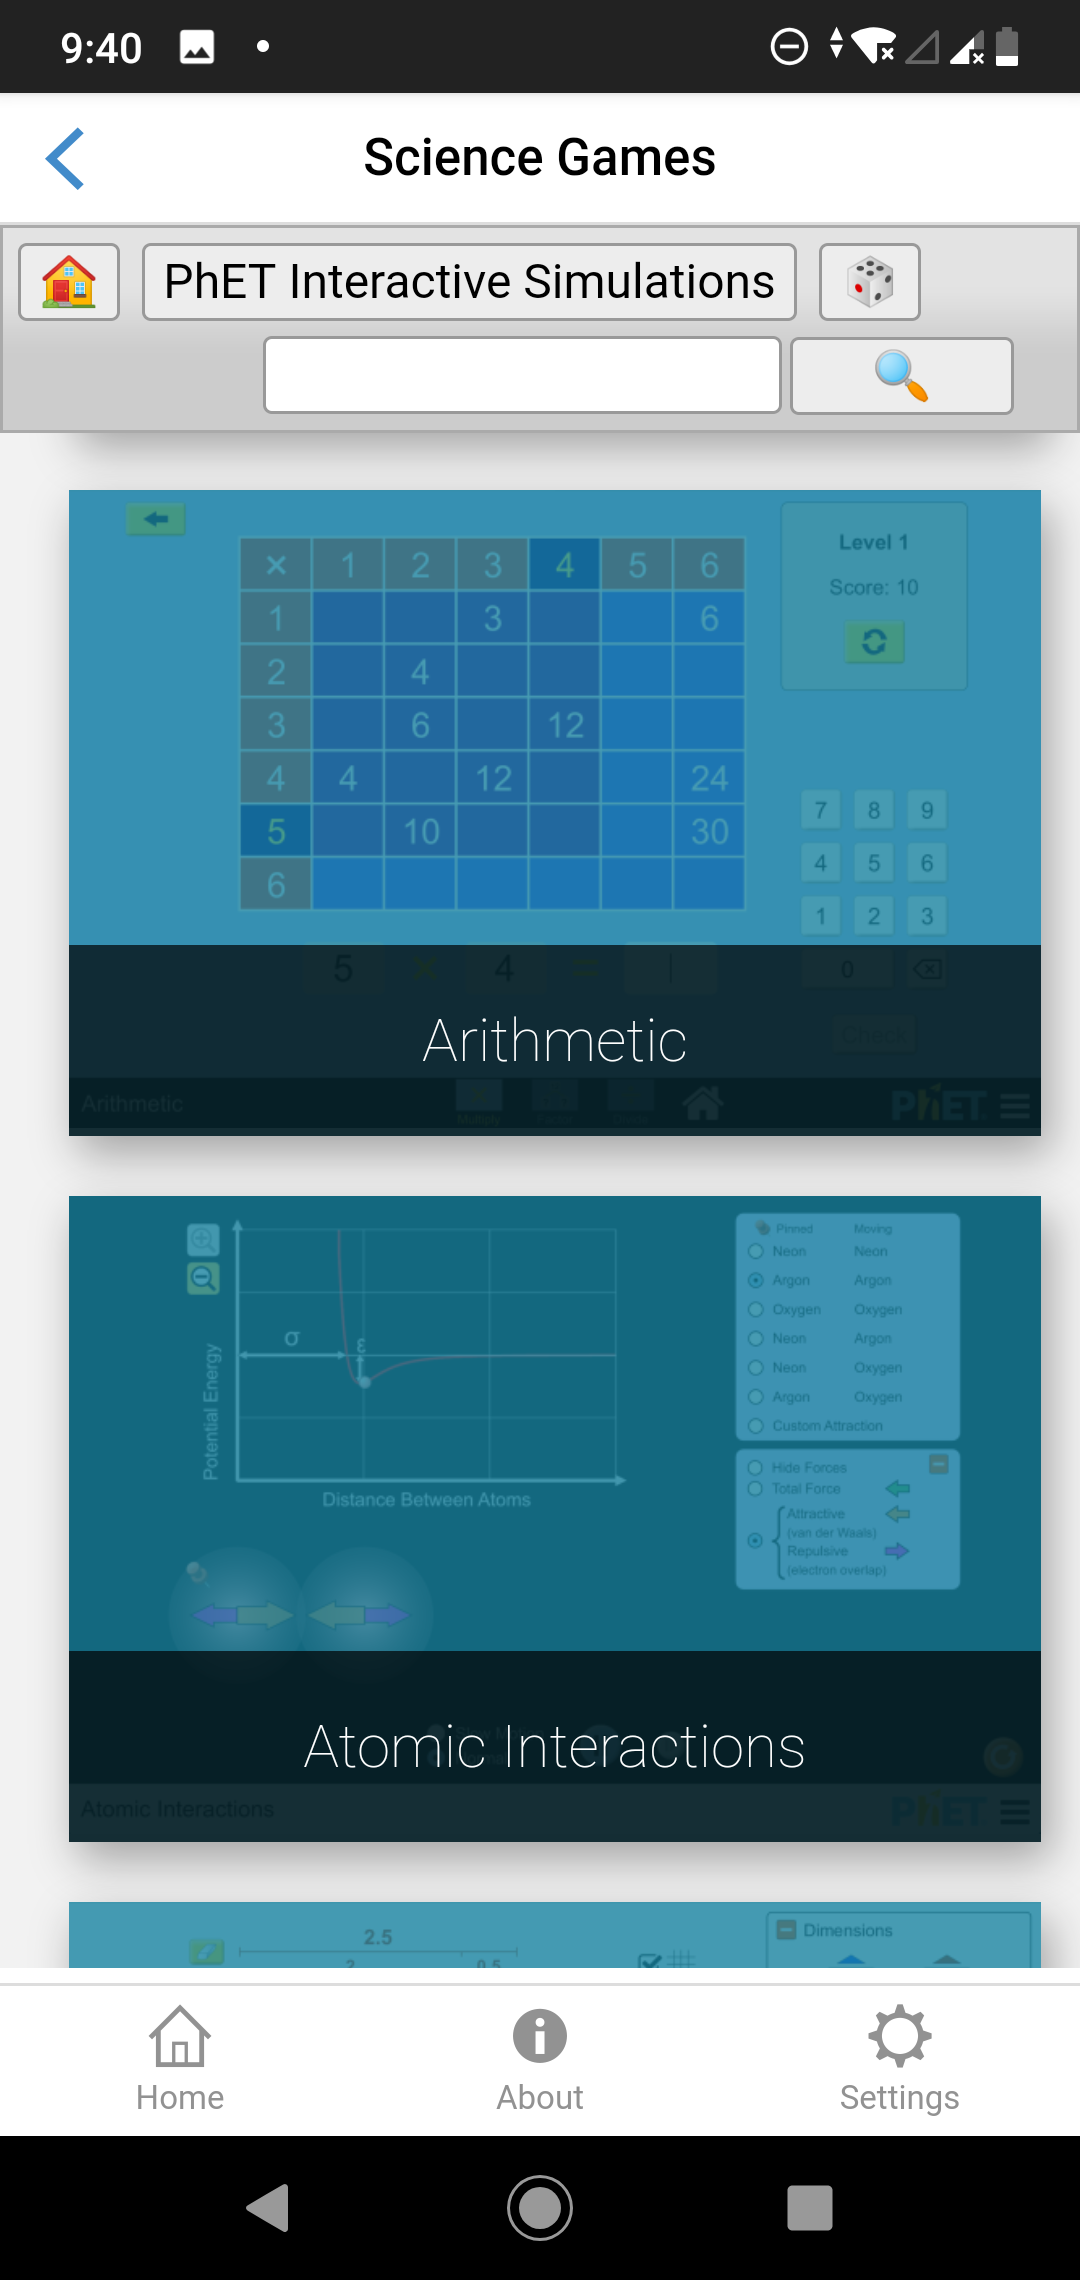 9:40
Science Games
PhET Interactive Simulations
Level 1
Score: 10
× 1 2 3 4 5 6
1 3 6
2 4
3 6 12
4 4 12 24
5 10 30
6
7 8 9
4 5 6
1 2 3
5 × 4 =
0
Check
Arithmetic
Arithmetic
Multiply
PhET
Pinned Moving
Neon Neon
Argon Argon
Oxygen Oxygen
Neon Argon
Neon Oxygen
Argon Oxygen
Custom Attraction
σ
ε
Potential Energy
Distance Between Atoms
Hide Forces
Total Force
Attractive
(van der Waals)
Repulsive
(electron overlap)
Atomic Interactions
Atomic Interactions
PhET
2.5
2 0.5
Dimensions
Home
About
Settings